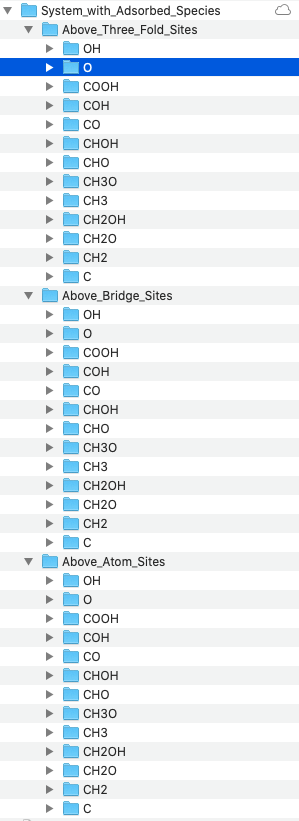 System_with_Adsorbed_Species
Above_Three_Fold_Sites
OH
O
COOH
COH
CO
CHOH
CHO
CH3O
CH3
CH2OH
CH2O
CH2
C
Above_Bridge_Sites
OH
O
COOH
COH
CO
CHOH
CHO
CH3O
CH3
CH2OH
CH2O
CH2
C
Above_Atom_Sites
OH
O
COOH
COH
CO
CHOH
CHO
CH3O
CH3
CH2OH
CH2O
CH2
C